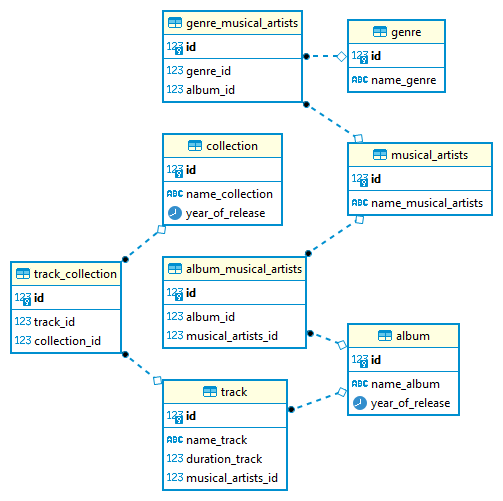 genre_musical_artists
123 id
123 genre_id
123 album_id
genre
123 id
ABC name_genre
collection
123 id
ABC name_collection
year_of_release
musical_artists
123 id
ABC name_musical_artists
track_collection
123 id
123 track_id
123 collection_id
album_musical_artists
123 id
123 album_id
123 musical_artists_id
album
123 id
ABC name_album
year_of_release
track
123 id
ABC name_track
123 duration_track
123 musical_artists_id